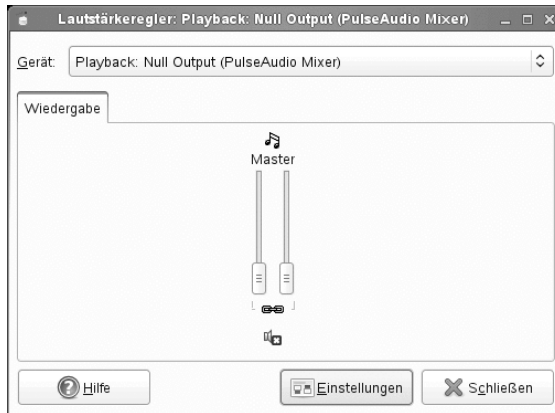 Lautstärkeregler: Playback: Null Output (PulseAudio Mixer)
Gerät: Playback: Null Output (PulseAudio Mixer)
Wiedergabe
Master
Hilfe
Einstellungen
Schließen